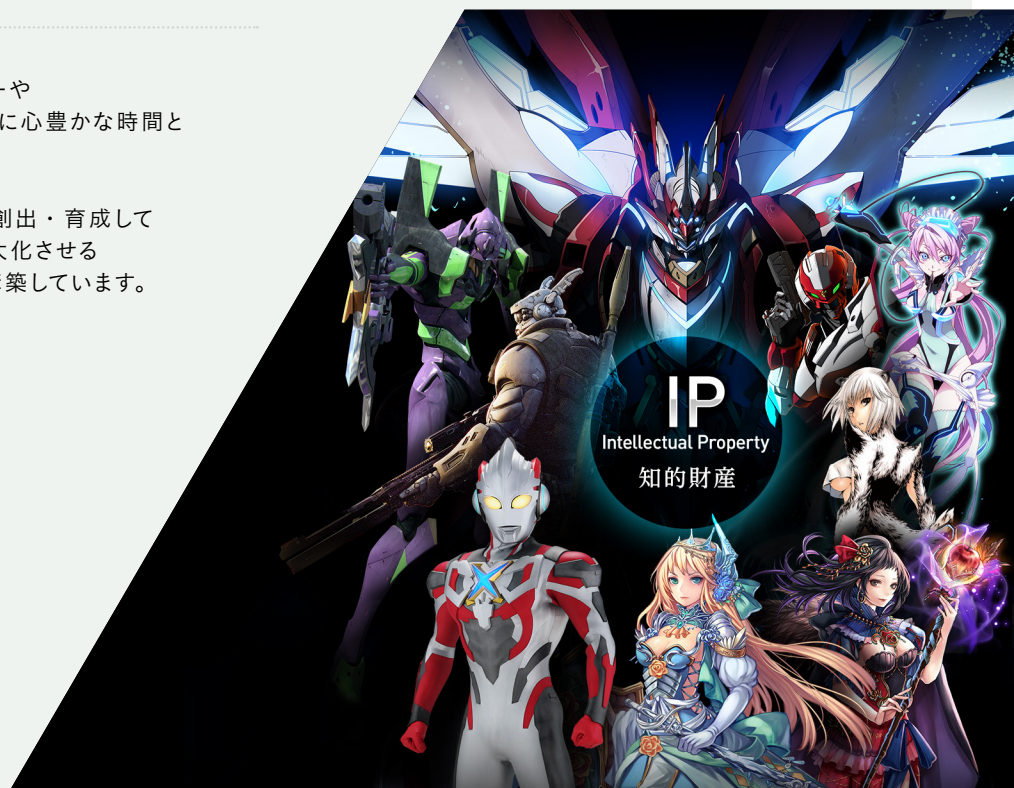 ーや
に心豊かな時間と
創出・育成して
大化させる
築しています。
IP
Intellectual Property
知的財産